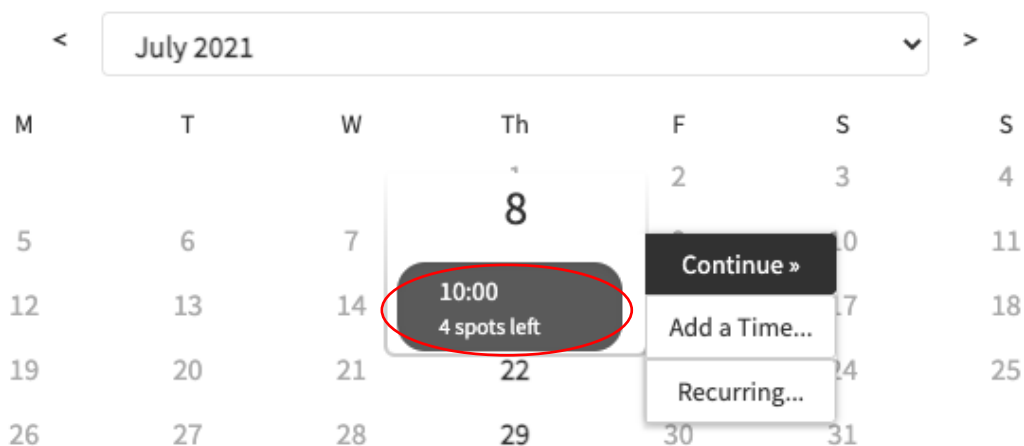 < July 2021 >
M T W Th F S S
2 3 4
8
5 6 7 10 11
Continue »
10:00
12 13 14 17 18
4 spots left
Add a Time...
19 20 21 22 24 25
Recurring...
26 27 28 29 30 31